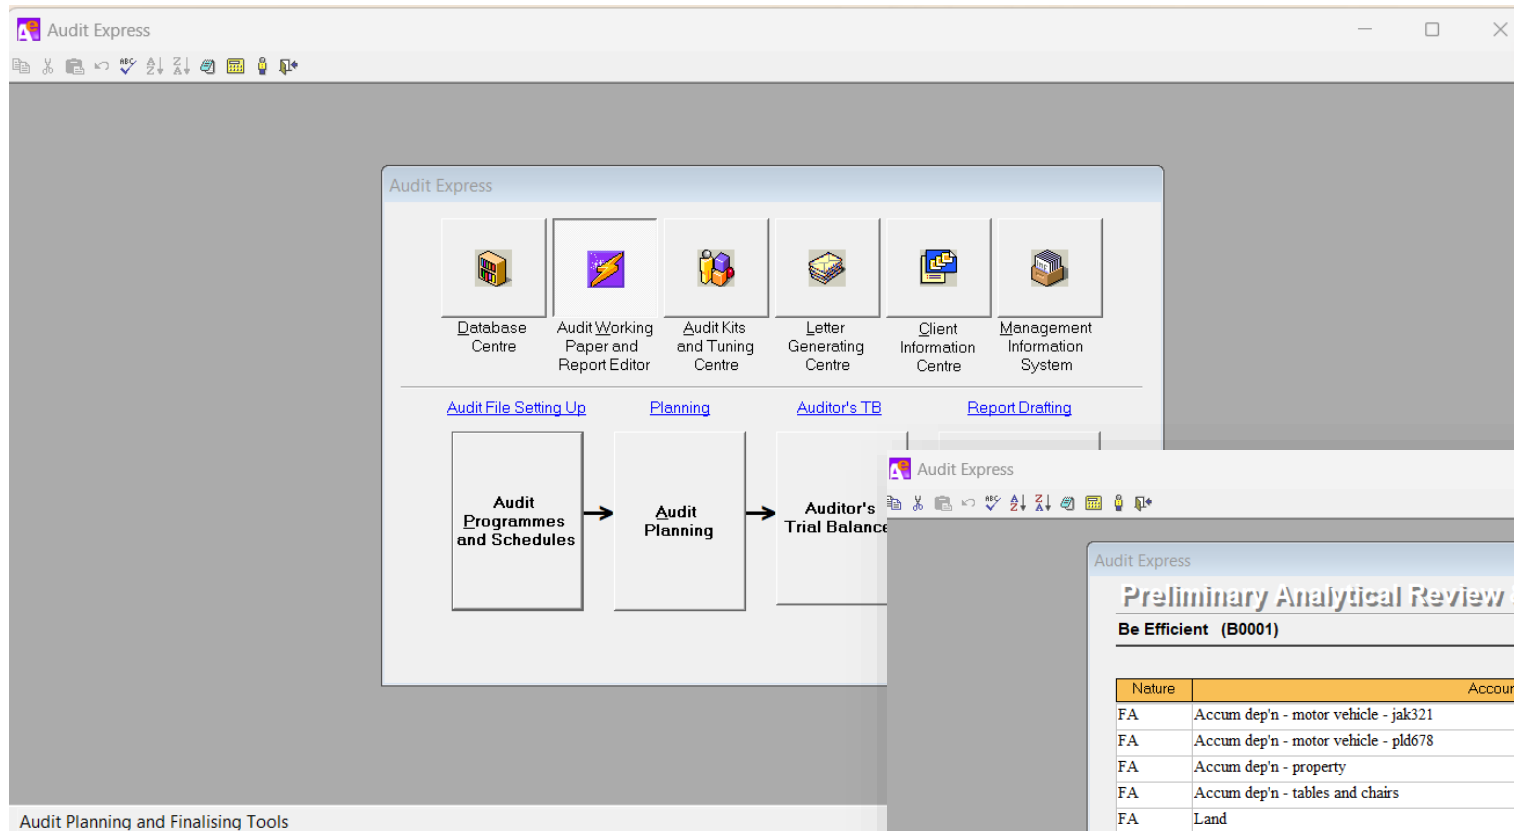 Audit Express
Audit Express
Database Centre
Audit Working Paper and Report Editor
Audit Kits and Tuning Centre
Letter Generating Centre
Client Information Centre
Management Information System
Audit File Setting Up
Planning
Auditor's TB
Report Drafting
Audit Programmes and Schedules
Audit Planning
Auditor's Trial Balance
Audit Express
Audit Express
Preliminary Analytical Review
Be Efficient (B0001)
Nature Accoun
FA Accum dep'n - motor vehicle - jak321
FA Accum dep'n - motor vehicle - pld678
FA Accum dep'n - property
FA Accum dep'n - tables and chairs
FA Land
Audit Planning and Finalising Tools